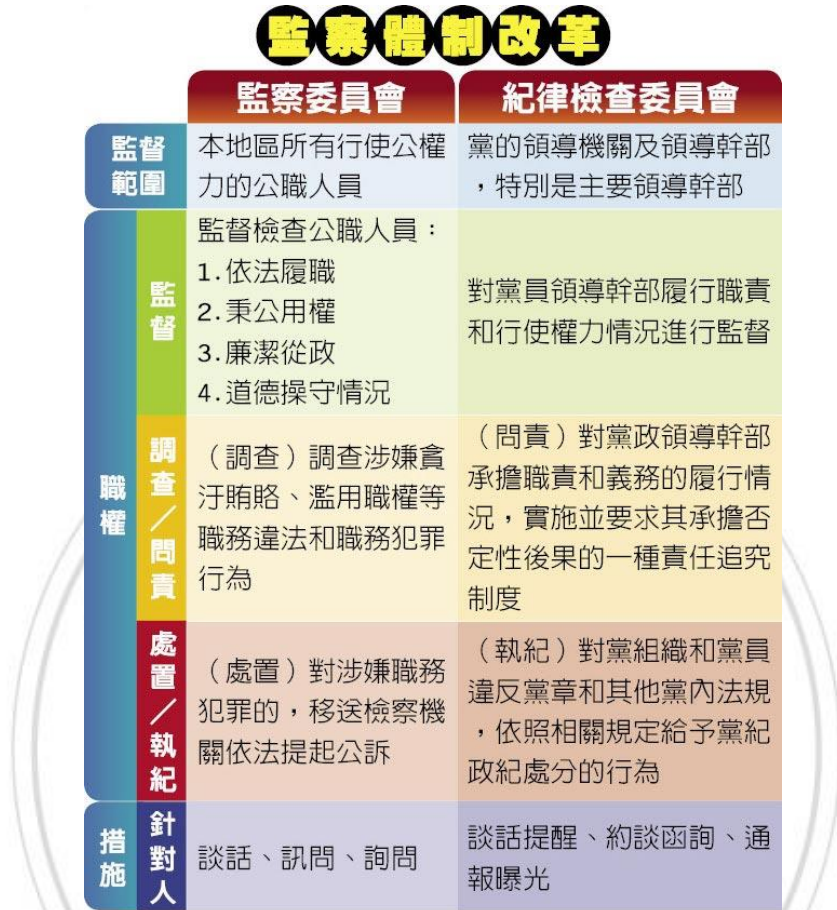 監察體制改革
監察委員會
紀律檢查委員會
監督
範圍
本地區所有行使公權
力的公職人員
黨的領導機關及領導幹部
，特別是主要領導幹部
職權
監督
監督檢查公職人員：
1.依法履職
2.秉公用權
3.廉潔從政
4.道德操守情況
對黨員領導幹部履行職責
和行使權力情況進行監督
調查／問責
（調查）調查涉嫌貪
汙賄賂、濫用職權等
職務違法和職務犯罪
行為
（問責）對黨政領導幹部
承擔職責和義務的履行情
況，實施並要求其承擔否
定性後果的一種責任追究
制度
處置／執紀
（處置）對涉嫌職務
犯罪的，移送檢察機
關依法提起公訴
（執紀）對黨組織和黨員
違反黨章和其他黨內法規
，依照相關規定給予黨紀
政紀處分的行為
措施
針對人
談話、訊問、詢問
談話提醒、約談函詢、通
報曝光